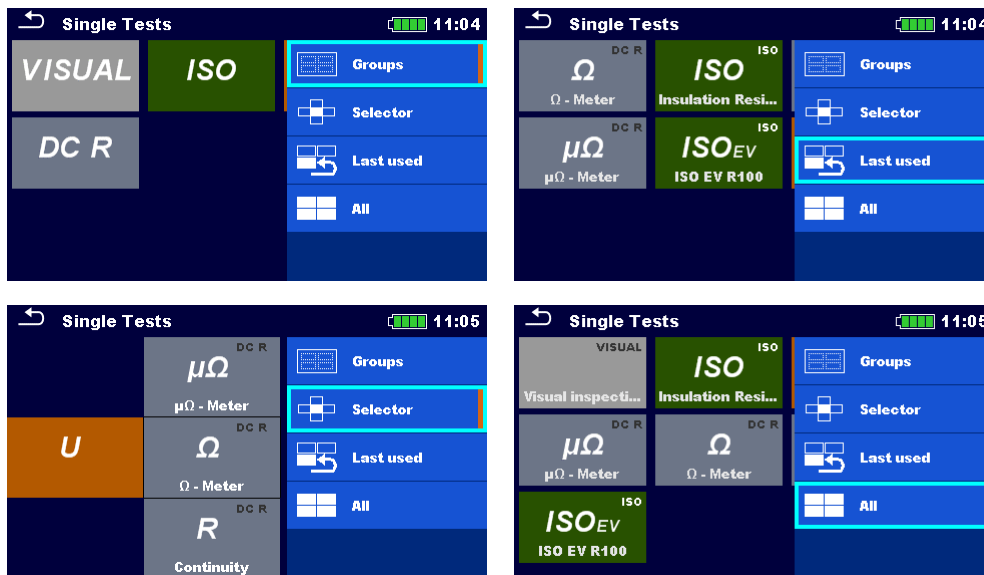 Single Tests 11:04
VISUAL
ISO
DC R
Groups
Selector
Last used
All
Single Tests 11:04
DC R
Ω
Ω - Meter
ISO
ISO
Insulation Resi...
DC R
μΩ
μΩ - Meter
ISO
ISOEV
ISO EV R100
Groups
Selector
Last used
All
Single Tests 11:05
U
DC R
μΩ
μΩ - Meter
DC R
Ω
Ω - Meter
DC R
R
Continuity
Groups
Selector
Last used
All
Single Tests 11:05
VISUAL
Visual inspecti...
ISO
ISO
Insulation Resi...
DC R
μΩ
μΩ - Meter
DC R
Ω
Ω - Meter
ISO
ISOEV
ISO EV R100
Groups
Selector
Last used
All